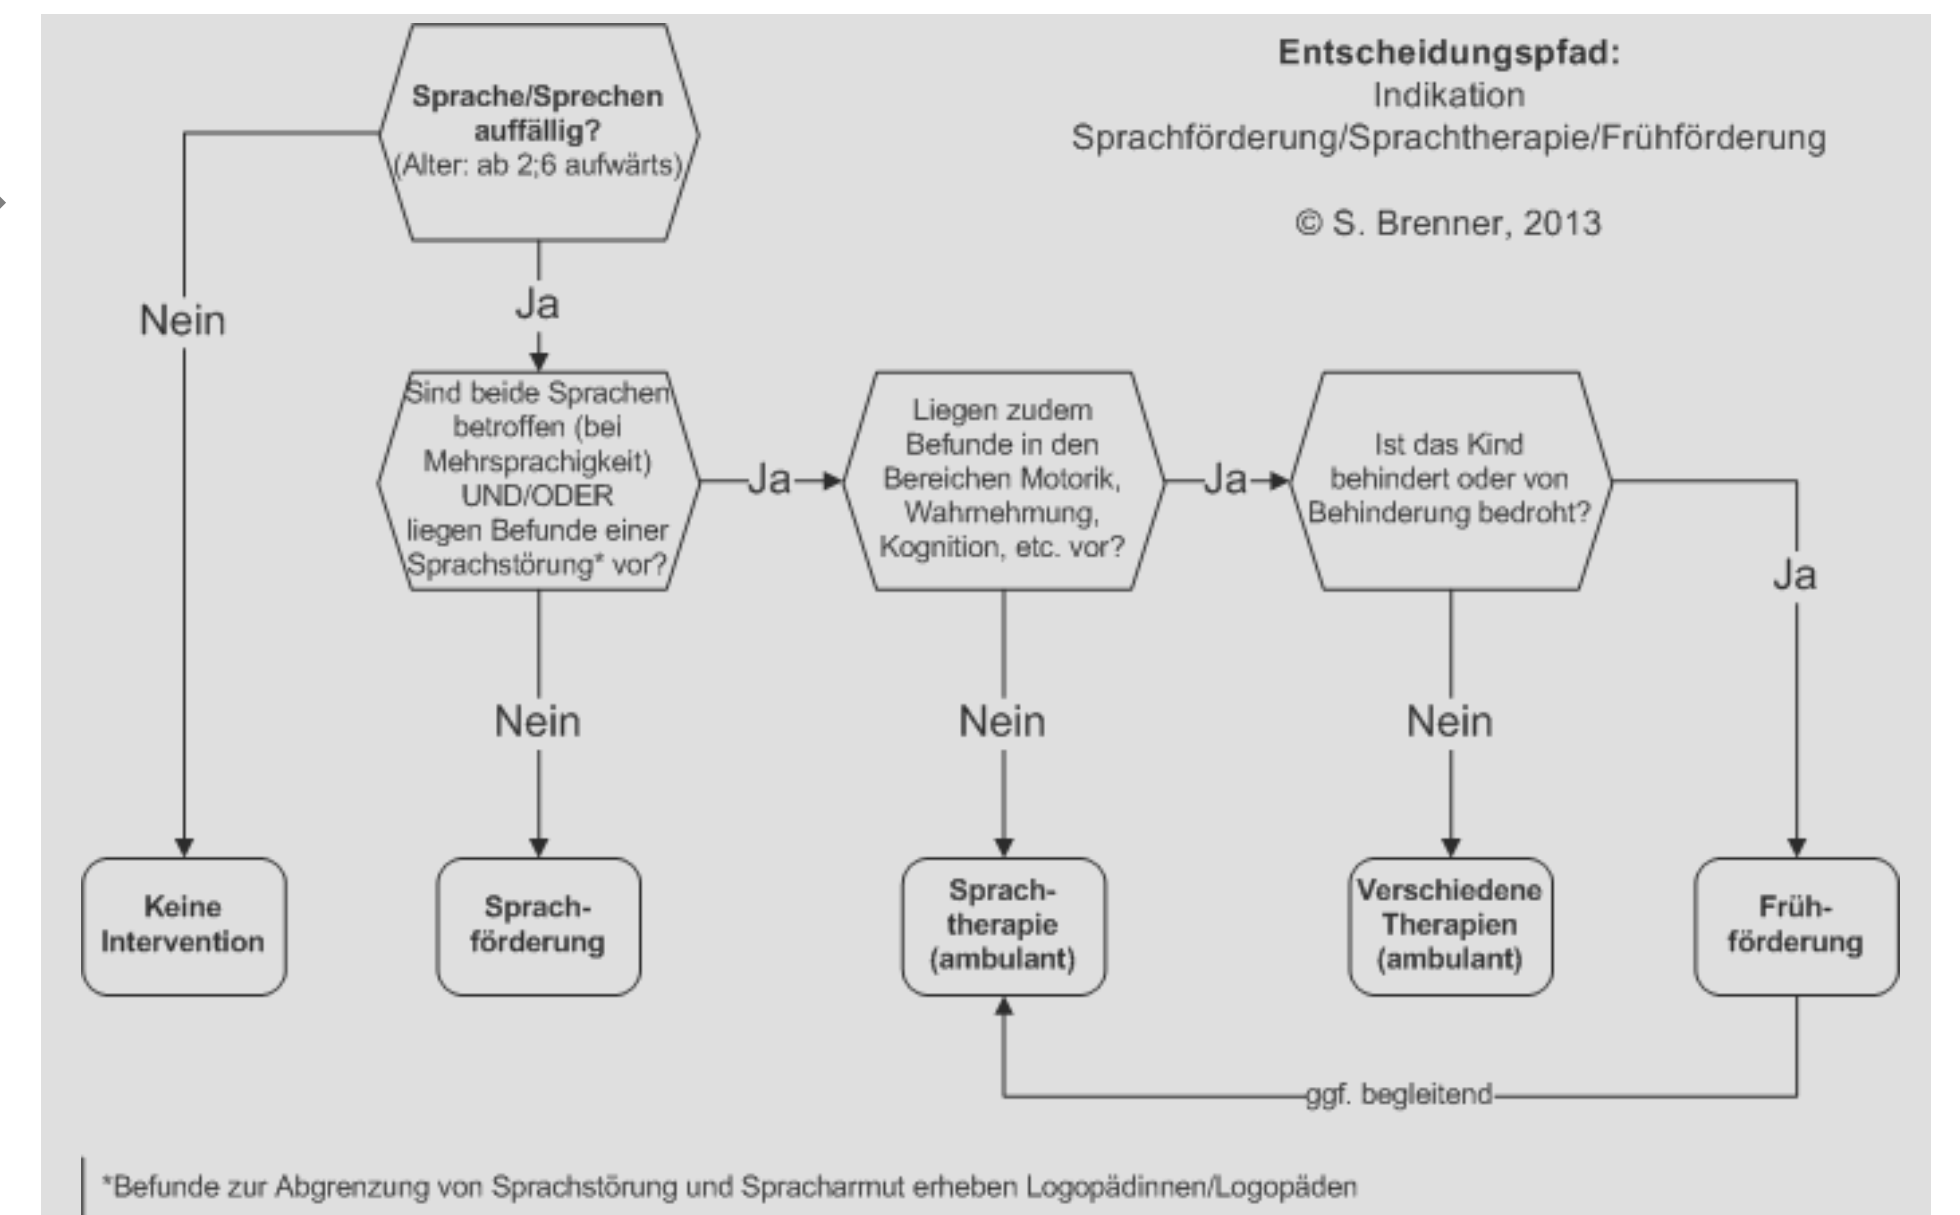 Entscheidungspfad:
Indikation
Sprachförderung/Sprachtherapie/Frühförderung
© S. Brenner, 2013
Sprache/Sprechen
auffällig?
(Alter: ab 2;6 aufwärts)
Nein
Ja
Sind beide Sprachen
betroffen (bei
Mehrsprachigkeit)
UND/ODER
liegen Befunde einer
Sprachstörung* vor?
Ja
Liegen zudem
Befunde in den
Bereichen Motorik,
Wahrnehmung,
Kognition, etc. vor?
Ja
Ist das Kind
behindert oder von
Behinderung bedroht?
Ja
Nein
Nein
Nein
Keine
Intervention
Sprach-
förderung
Sprach-
therapie
(ambulant)
Verschiedene
Therapien
(ambulant)
Früh-
förderung
ggf. begleitend
*Befunde zur Abgrenzung von Sprachstörung und Spracharmut erheben Logopädinnen/Logopäden